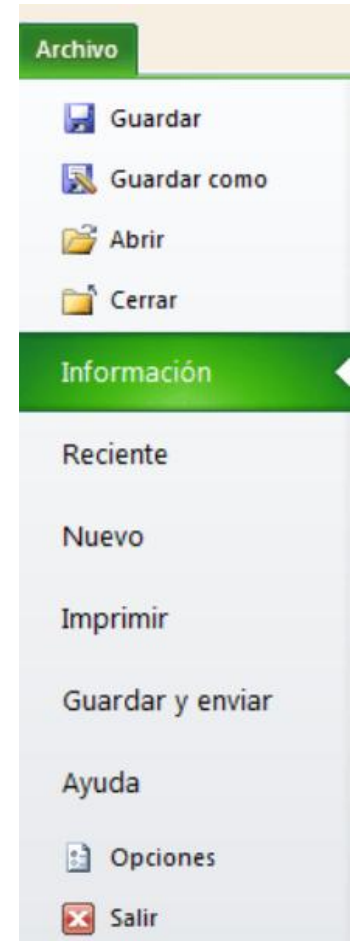 Archivo
Guardar
Guardar como
Abrir
Cerrar
Información
Reciente
Nuevo
Imprimir
Guardar y enviar
Ayuda
Opciones
Salir